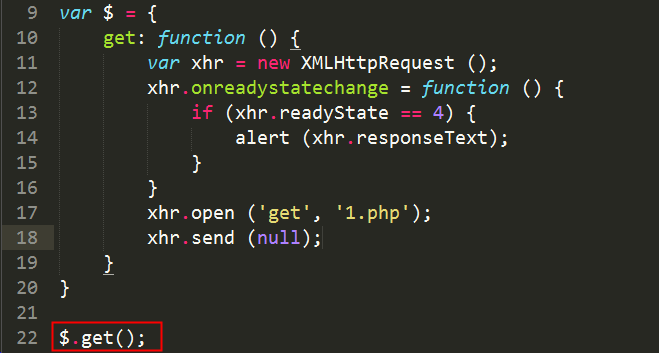 9 var $ = {
10 get: function () {
11 var xhr = new XMLHttpRequest ();
12 xhr.onreadystatechange = function () {
13 if (xhr.readyState == 4) {
14 alert (xhr.responseText);
15 }
16 }
17 xhr.open ('get', '1.php');
18 xhr.send (null);
19 }
20 }
21
22 $.get();